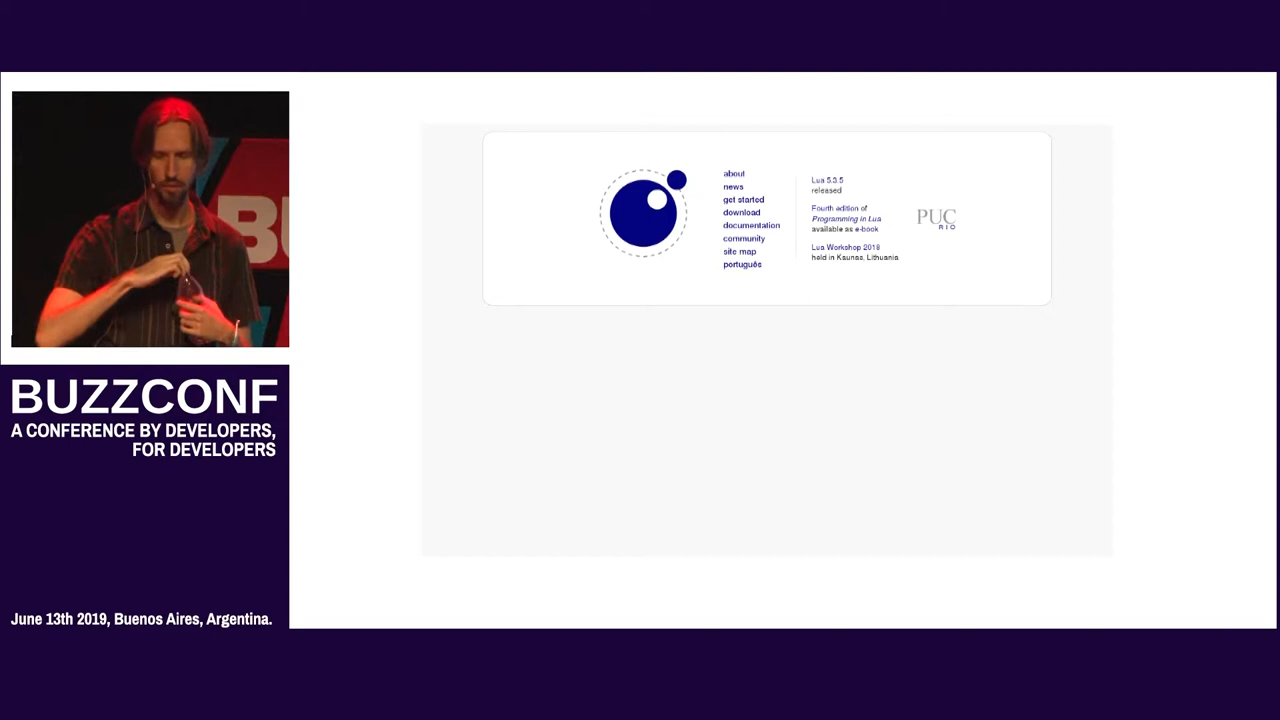 BU
BUZZCONF
A CONFERENCE BY DEVELOPERS,
FOR DEVELOPERS
June 13th 2019, Buenos Aires, Argentina.
about
news
get started
download
documentation
community
site map
português
Lua 5.3.5
released
Fourth edition of
Programming in Lua
available as e-book
Lua Workshop 2018
held in Kaunas, Lithuania
PUC
RIO